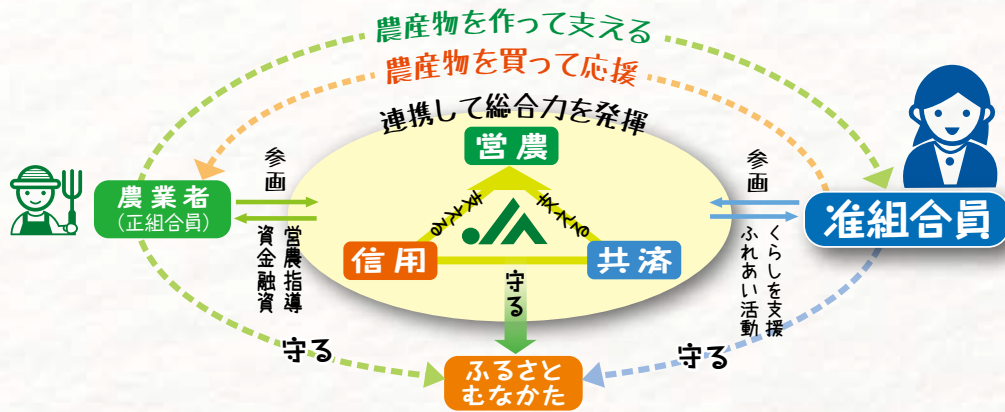 農産物を作って支える
農産物を買って応援
連携して総合力を発揮
営農
支える
支える
JA
信用
共済
参画
農業者
(正組合員)
営農指導
資金融資
参画
准組合員
くらしを支援
ふれあい活動
守る
守る
守る
ふるさと
むなかた